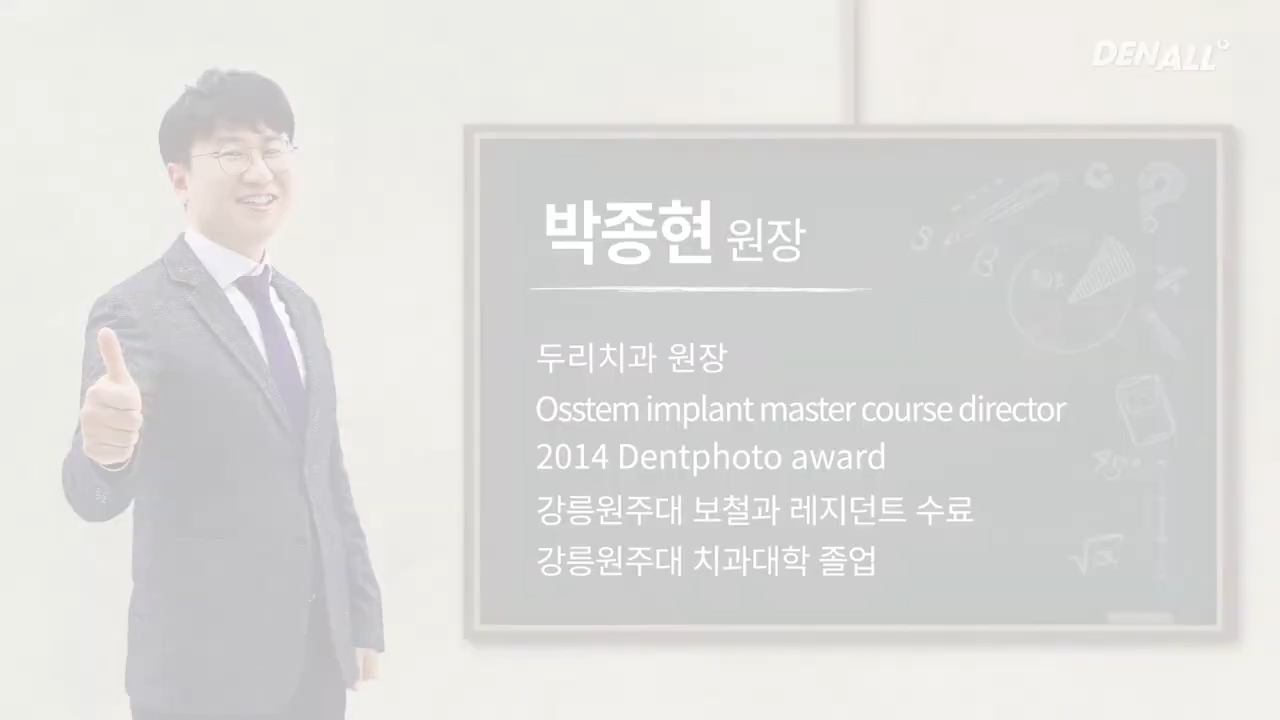 DENALL
박종현 원장
두리치과 원장
Osstem implant master course director
2014 Dentphoto award
강릉원주대 보철과 레지던트 수료
강릉원주대 치과대학 졸업